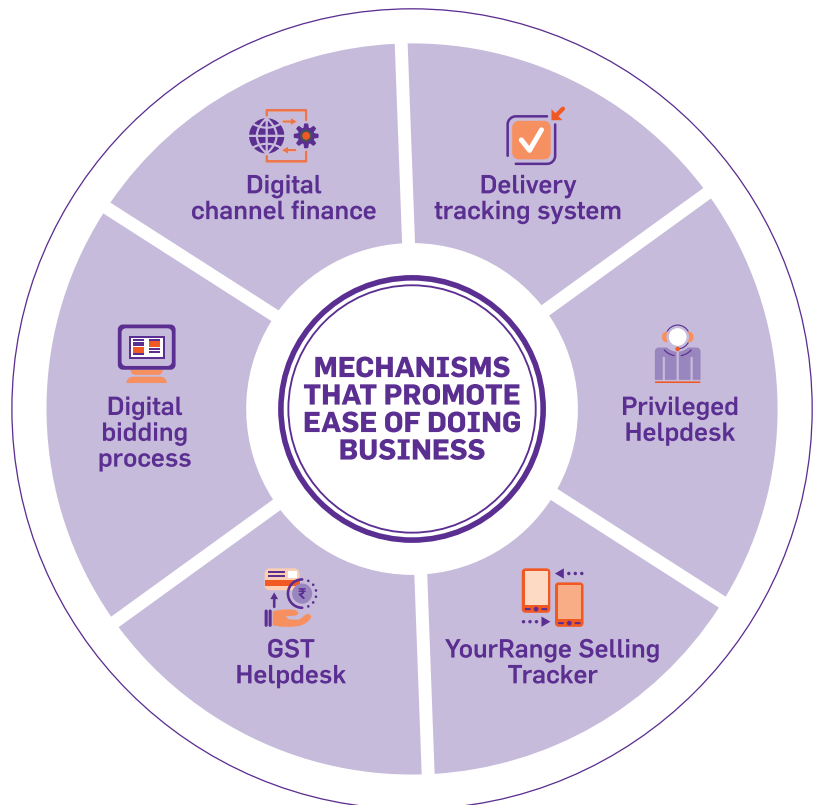 Digital
channel finance
Delivery
tracking system
Digital
bidding
process
MECHANISMS
THAT PROMOTE
EASE OF DOING
BUSINESS
Privileged
Helpdesk
₹
GST
Helpdesk
YourRange Selling
Tracker